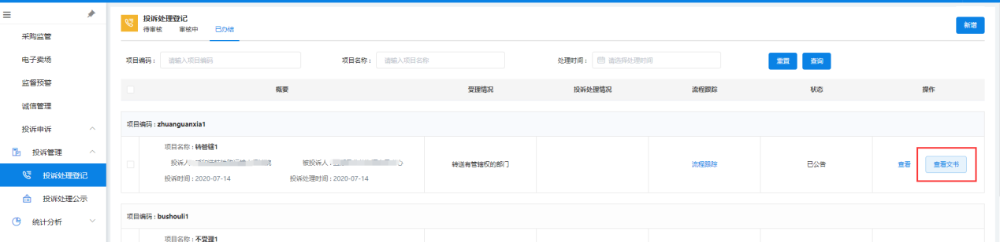 投诉处理登记
待审核 审核中 已办结
新增
采购监管
电子卖场
监督预警
诚信管理
投诉申诉
投诉管理
投诉处理登记
投诉处理公示
统计分析
项目编码： 请输入项目编码 项目名称： 请输入项目名称 处理时间： 请选择处理时间 重置 查询
概要 受理情况 投诉处理情况 流程跟踪 状态 操作
项目编码：zhuanguanxia1
项目名称：转管辖1
投诉人 被投诉人：
转送有管辖权的部门 流程跟踪 已公告 查看 查看文书
投诉时间：2020-07-14 投诉处理时间：2020-07-14
项目编码：bushouli1
项目名称：不受理1